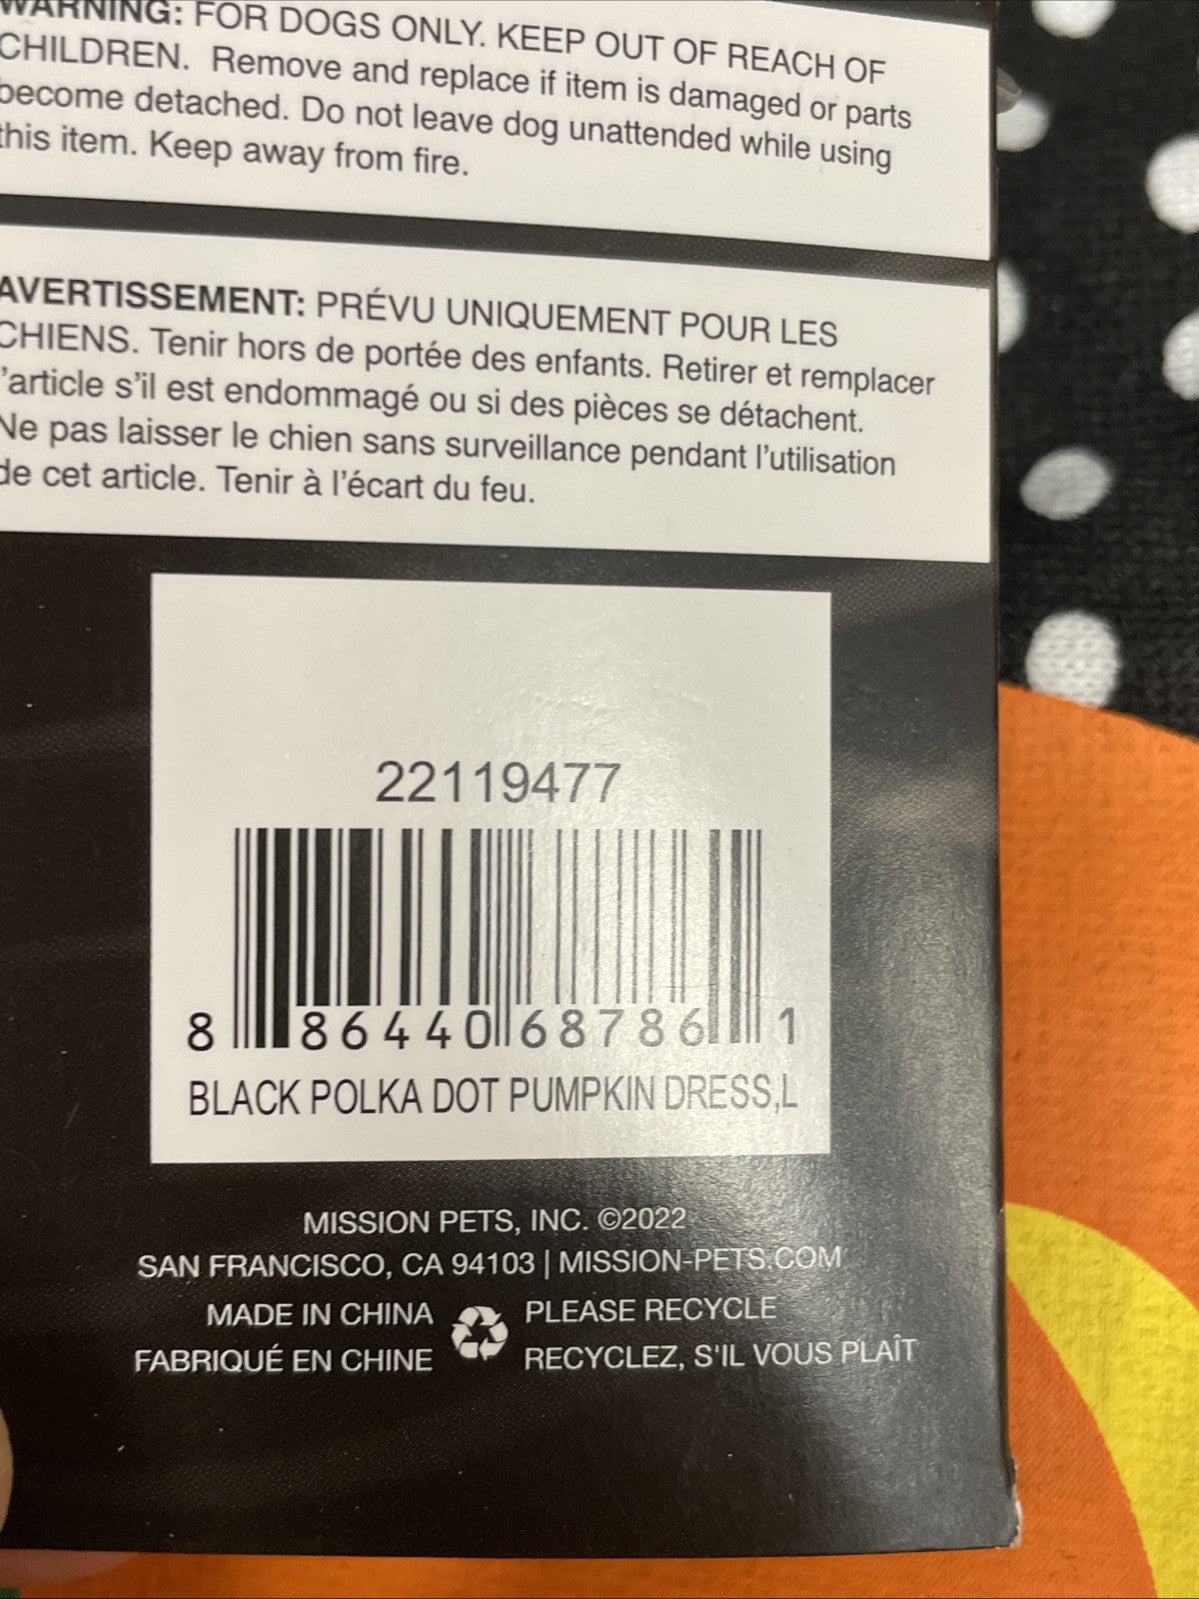 WARNING: FOR DOGS ONLY. KEEP OUT OF REACH OF
CHILDREN. Remove and replace if item is damaged or parts
become detached. Do not leave dog unattended while using
this item. Keep away from fire.
AVERTISSEMENT: PRÉVU UNIQUEMENT POUR LES
CHIENS. Tenir hors de portée des enfants. Retirer et remplacer
l'article s'il est endommagé ou si des pièces se détachent.
Ne pas laisser le chien sans surveillance pendant l'utilisation
de cet article. Tenir à l'écart du feu.
22119477
8 86440 68786 1
BLACK POLKA DOT PUMPKIN DRESS,L
MISSION PETS, INC. ©2022
SAN FRANCISCO, CA 94103 | MISSION-PETS.COM
MADE IN CHINA PLEASE RECYCLE
FABRIQUÉ EN CHINE RECYCLEZ, S'IL VOUS PLAÎT